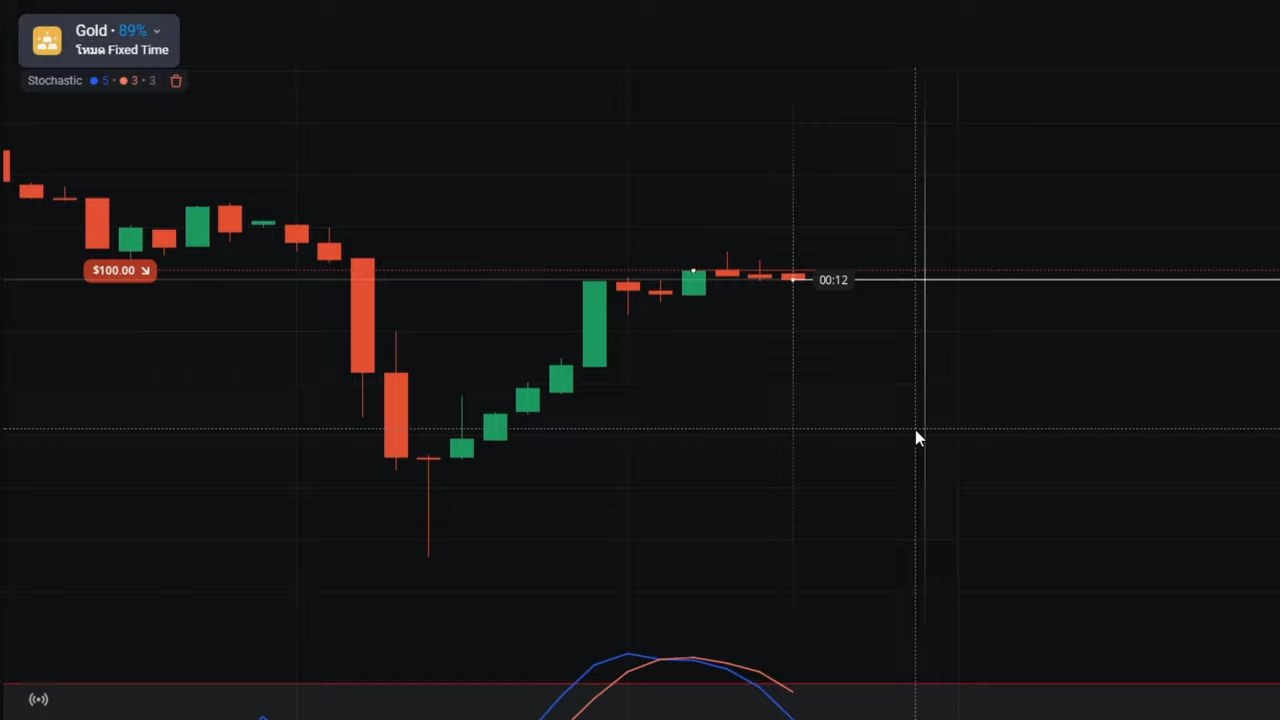 Gold · 89%
โหมด Fixed Time
Stochastic 5 · 3 · 3
$100.00
00:12